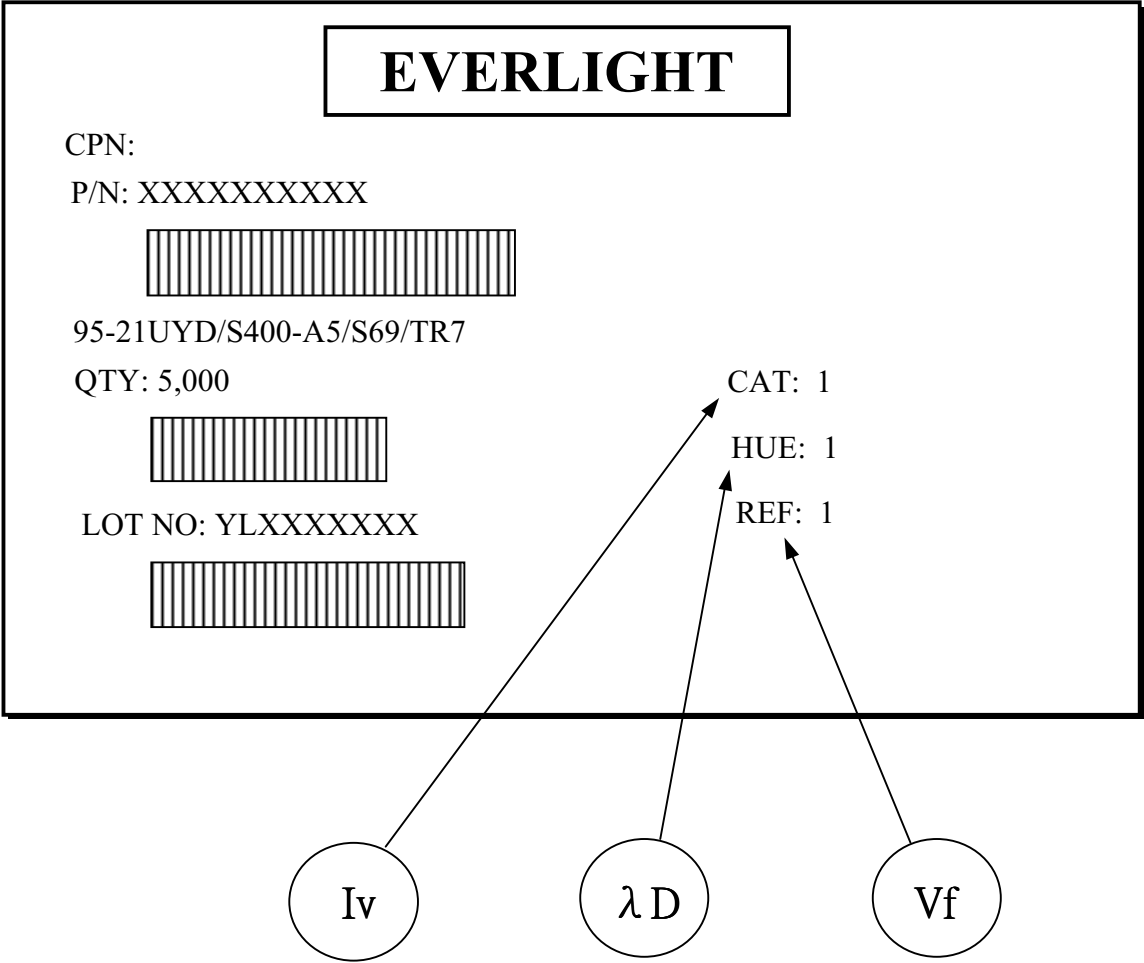 EVERLIGHT
CPN:
P/N: XXXXXXXXXX
95-21UYD/S400-A5/S69/TR7
QTY: 5,000
CAT: 1
HUE: 1
REF: 1
LOT NO: YLXXXXXXX
Iv
λD
Vf